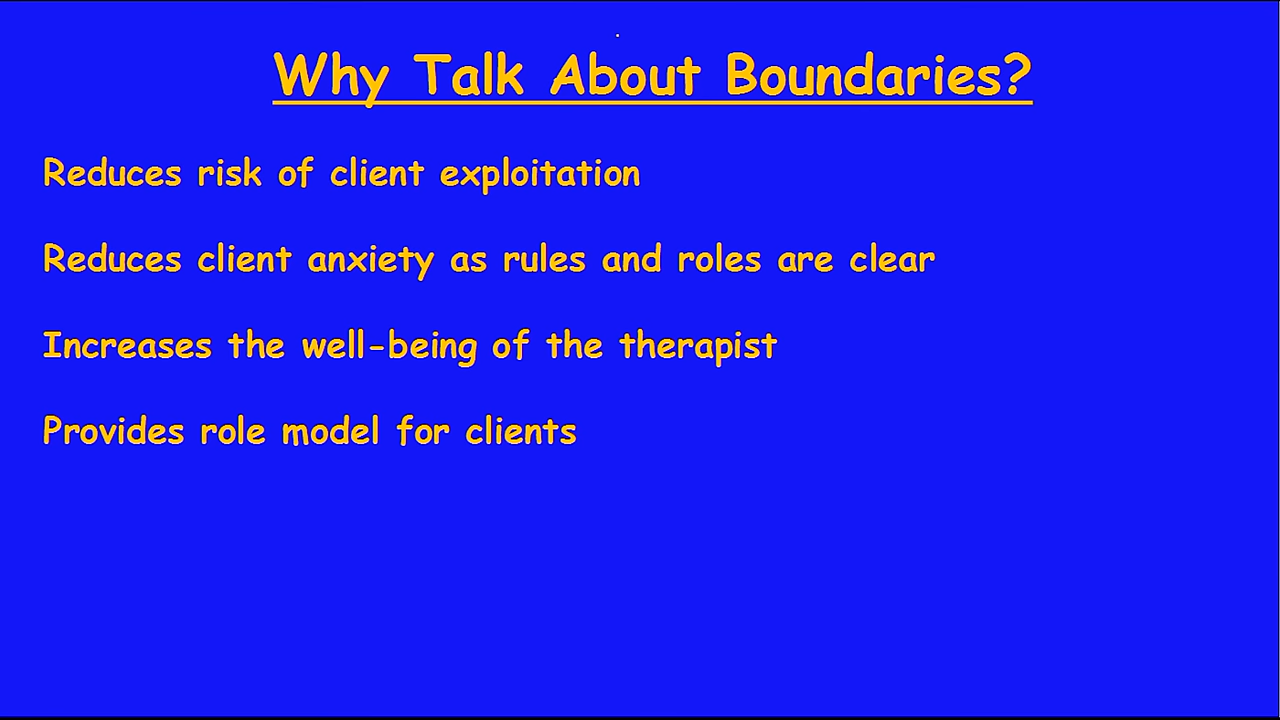 Why Talk About Boundaries?
Reduces risk of client exploitation
Reduces client anxiety as rules and roles are clear
Increases the well-being of the therapist
Provides role model for clients